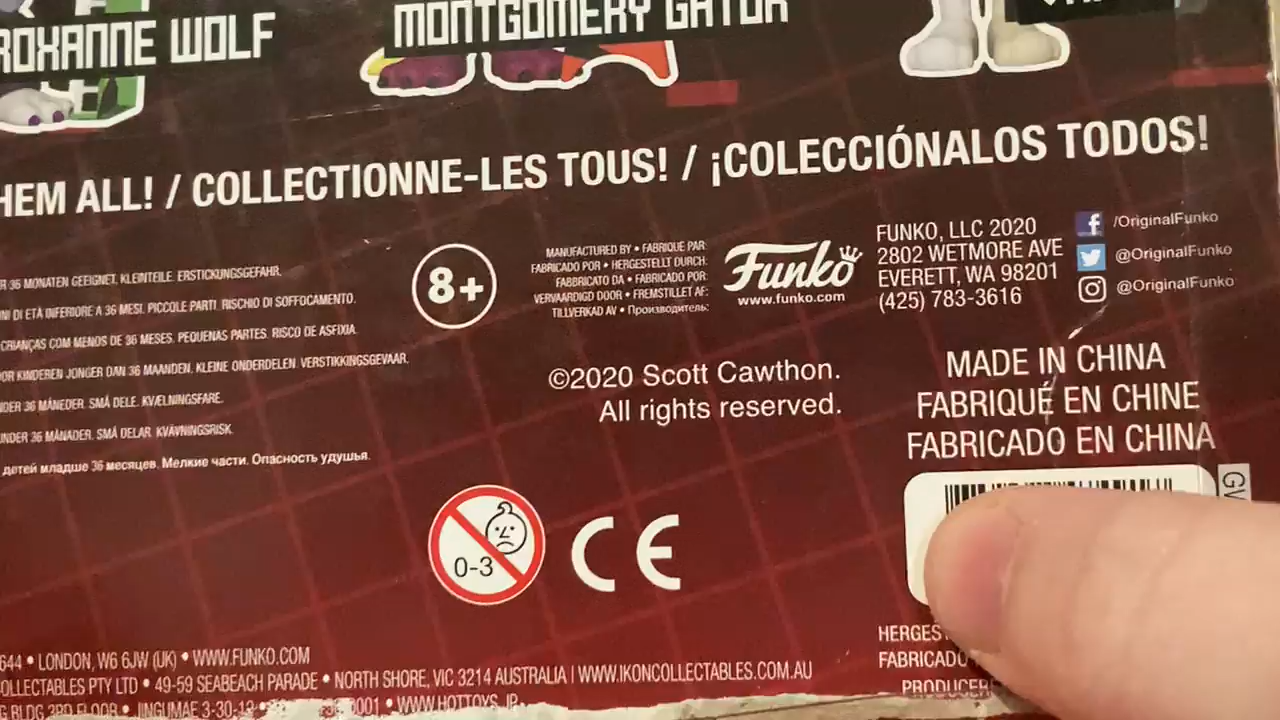 ROXANNE WOLF
MONTGOMERY GATOR
HEM ALL! / COLLECTIONNE-LES TOUS! / ¡COLECCIÓNALOS TODOS!
R 36 MONATEN GEEIGNET. KLEINTEILE. ERSTICKUNGSGEFAHR.
NI DI ETÀ INFERIORE A 36 MESI. PICCOLE PARTI. RISCHIO DI SOFFOCAMENTO.
CRIANÇAS COM MENOS DE 36 MESES. PEQUENAS PARTES. RISCO DE ASFIXIA.
OR KINDEREN JONGER DAN 36 MAANDEN. KLEINE ONDERDELEN. VERSTIKKINGSGEVAAR.
NDER 36 MÅNEDER. SMÅ DELE. KVÆLNINGSFARE.
UNDER 36 MÅNADER. SMÅ DELAR. KVÄVNINGSRISK.
детей младше 36 месяцев. Мелкие части. Опасность удушья.
8+
MANUFACTURED BY • FABRIQUÉ PAR:
FABRICADO POR • HERGESTELLT DURCH:
FABBRICATO DA • FABRICADO POR:
VERVAARDIGD DOOR • FREMSTILLET AF:
TILLVERKAD AV • Производитель:
Funko
www.funko.com
FUNKO, LLC 2020
2802 WETMORE AVE
EVERETT, WA 98201
(425) 783-3616
/OriginalFunko
@OriginalFunko
@OriginalFunko
©2020 Scott Cawthon.
All rights reserved.
MADE IN CHINA
FABRIQUÉ EN CHINE
FABRICADO EN CHINA
0-3
CE
HERGEST
FABRICADO
PRODUCER
644 • LONDON, W6 6JW (UK) • WWW.FUNKO.COM
OLLECTABLES PTY LTD • 49-59 SEABEACH PARADE • NORTH SHORE, VIC 3214 AUSTRALIA | WWW.IKONCOLLECTABLES.COM.AU
G BLDG 3RD FLOOR • JINGUMAE 3-30-12 0001 • WWW.HOTTOYS.JP